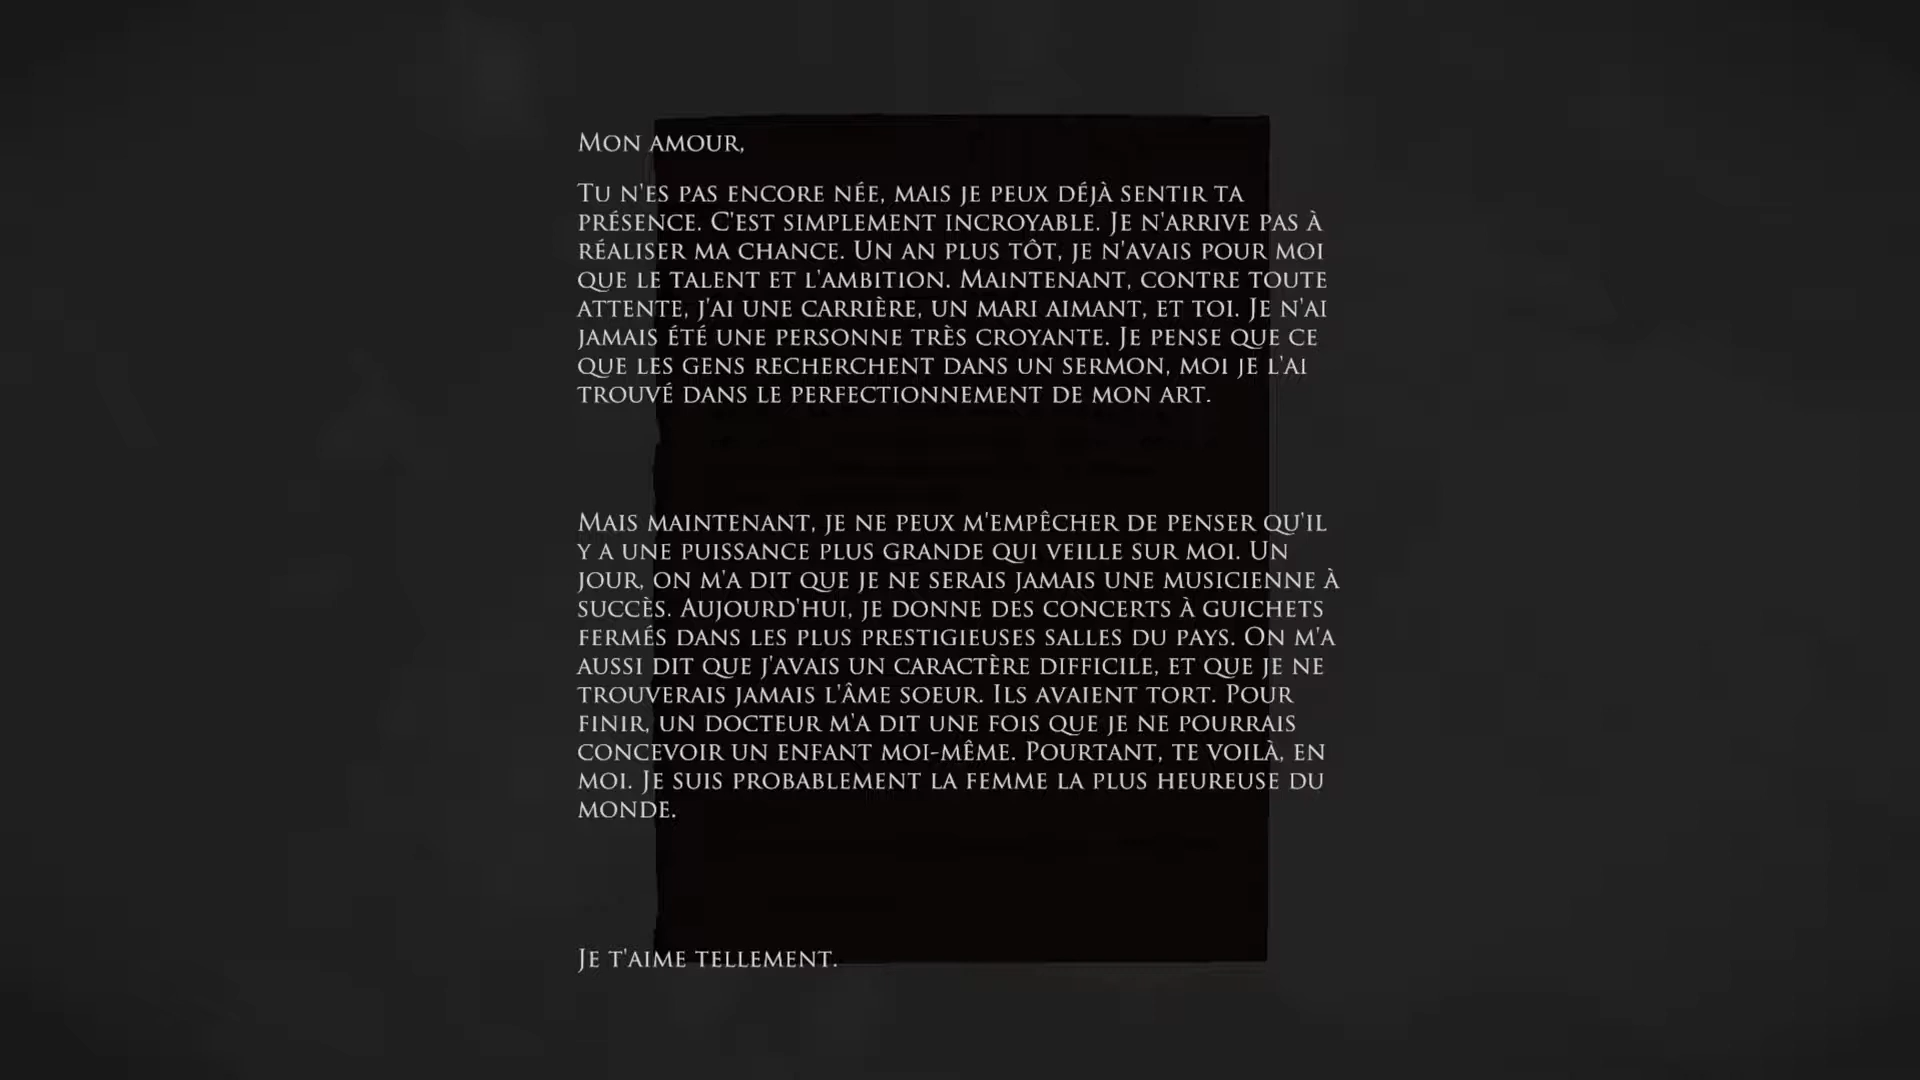 Mon amour,
Tu n'es pas encore née, mais je peux déjà sentir ta
présence. C'est simplement incroyable. Je n'arrive pas à
réaliser ma chance. Un an plus tôt, je n'avais pour moi
que le talent et l'ambition. Maintenant, contre toute
attente, j'ai une carrière, un mari aimant, et toi. Je n'ai
jamais été une personne très croyante. Je pense que ce
que les gens recherchent dans un sermon, moi je l'ai
trouvé dans le perfectionnement de mon art.
Mais maintenant, je ne peux m'empêcher de penser qu'il
y a une puissance plus grande qui veille sur moi. Un
jour, on m'a dit que je ne serais jamais une musicienne à
succès. Aujourd'hui, je donne des concerts à guichets
fermés dans les plus prestigieuses salles du pays. On m'a
aussi dit que j'avais un caractère difficile, et que je ne
trouverais jamais l'âme soeur. Ils avaient tort. Pour
finir, un docteur m'a dit une fois que je ne pourrais
concevoir un enfant moi-même. Pourtant, te voilà, en
moi. Je suis probablement la femme la plus heureuse du
monde.
Je t'aime tellement.